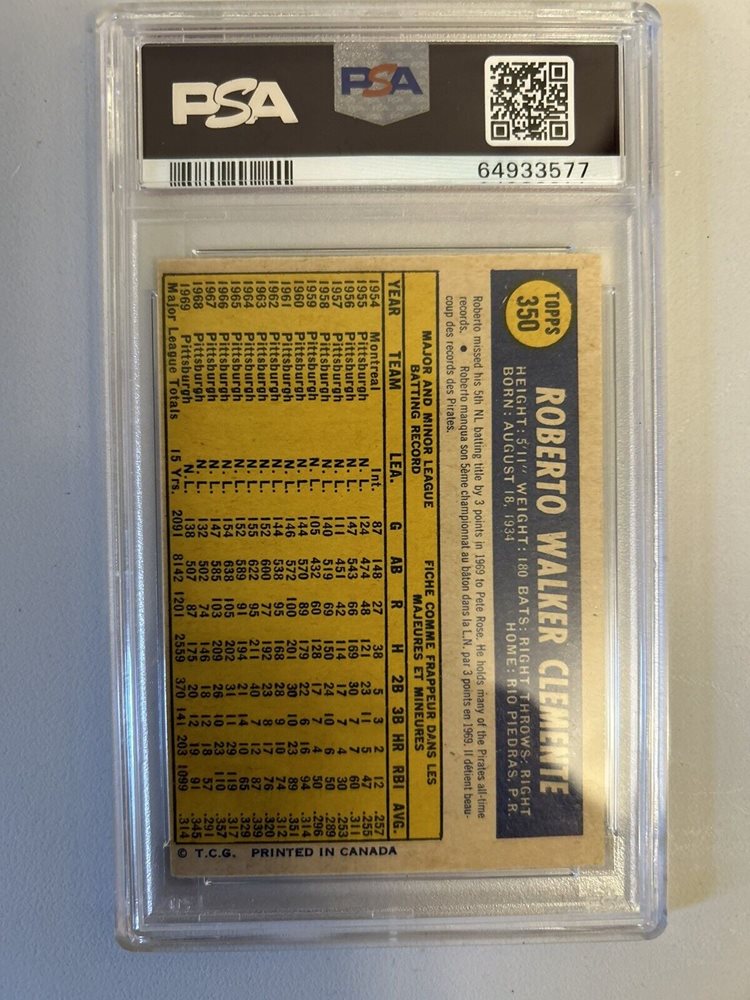 PSA
PSA
64933577
TOPPS
350
ROBERTO WALKER CLEMENTE
HEIGHT: 5'11" WEIGHT: 180 BATS: RIGHT THROWS: RIGHT
BORN: AUGUST 18, 1934 HOME: RIO PIEDRAS, P.R.
Roberto missed his 5th NL batting title by 3 points in 1969 to Pete Rose. He holds many of the Pirates all-time
records. ● Roberto manqua son 5ème championnat au bâton dans la L.N. par 3 points en 1969. Il détient beau-
coup des records des Pirates.
MAJOR AND MINOR LEAGUE FICHE COMME FRAPPEUR DANS LES
BATTING RECORD MAJEURES ET MINEURES
YEAR TEAM LEA. G AB R H 2B 3B HR RBI AVG.
1954 Montreal Int. 87 148 27 38 5 3 2 12 .257
1955 Pittsburgh N.L. 124 474 48 121 23 11 5 47 .255
1956 Pittsburgh N.L. 147 543 66 169 30 7 7 60 .311
1957 Pittsburgh N.L. 111 451 42 114 17 7 4 30 .253
1958 Pittsburgh N.L. 140 519 69 150 24 10 6 50 .289
1959 Pittsburgh N.L. 105 432 60 128 17 7 4 50 .296
1960 Pittsburgh N.L. 144 570 89 179 22 6 16 94 .314
1961 Pittsburgh N.L. 146 572 100 201 30 10 23 89 .351
1962 Pittsburgh N.L. 144 538 95 168 28 9 10 74 .312
1963 Pittsburgh N.L. 152 600 77 192 23 8 17 76 .320
1964 Pittsburgh N.L. 155 622 95 211 40 7 12 87 .339
1965 Pittsburgh N.L. 152 589 91 194 21 14 10 65 .329
1966 Pittsburgh N.L. 154 638 105 202 31 11 29 119 .317
1967 Pittsburgh N.L. 147 585 103 209 26 10 23 110 .357
1968 Pittsburgh N.L. 132 502 74 146 18 12 18 57 .291
1969 Pittsburgh N.L. 138 507 87 175 20 12 19 91 .345
Major League Totals 15 Yrs. 2091 8142 1201 2559 370 141 203 1099 .314
© T.C.G. PRINTED IN CANADA